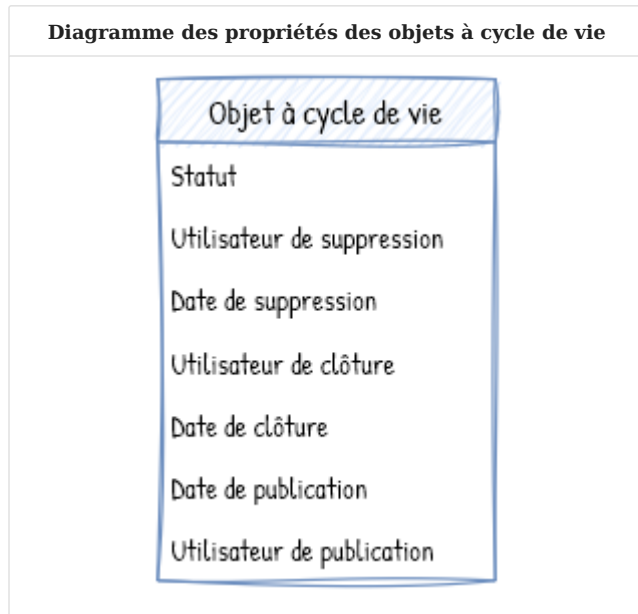 Diagramme des propriétés des objets à cycle de vie
Objet à cycle de vie
Statut
Utilisateur de suppression
Date de suppression
Utilisateur de clôture
Date de clôture
Date de publication
Utilisateur de publication